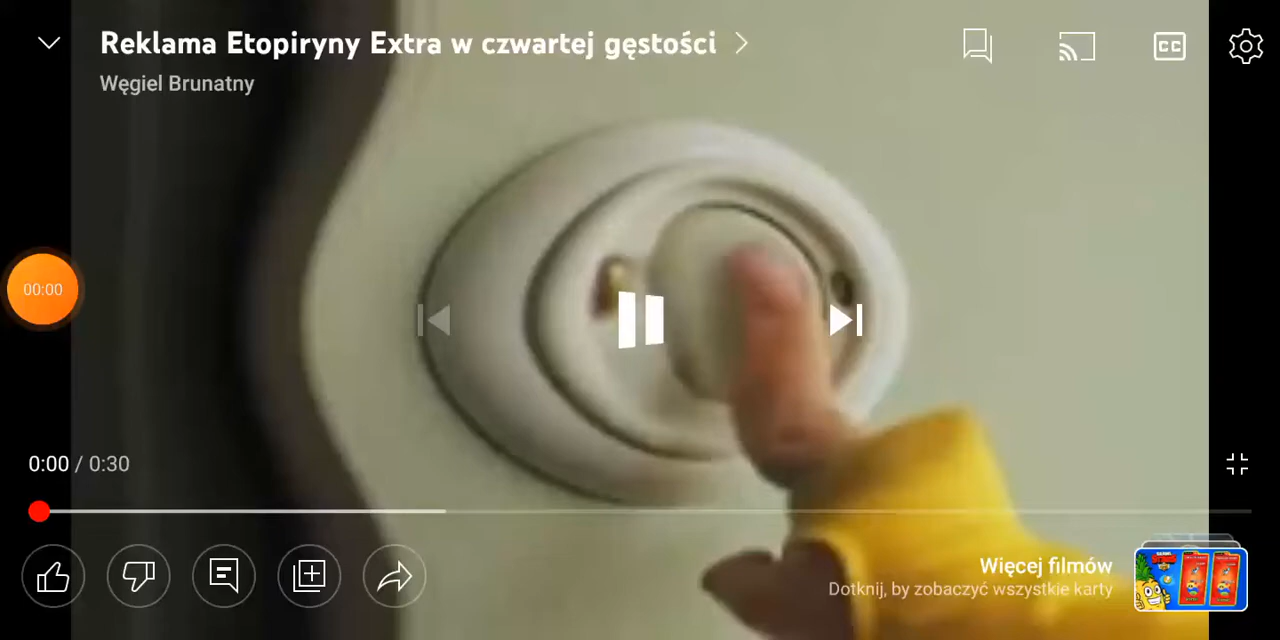 Reklama Etopiryny Extra w czwartej gęstości
Węgiel Brunatny
CC
00:00
0:00 / 0:30
Więcej filmów
Dotknij, by zobaczyć wszystkie karty